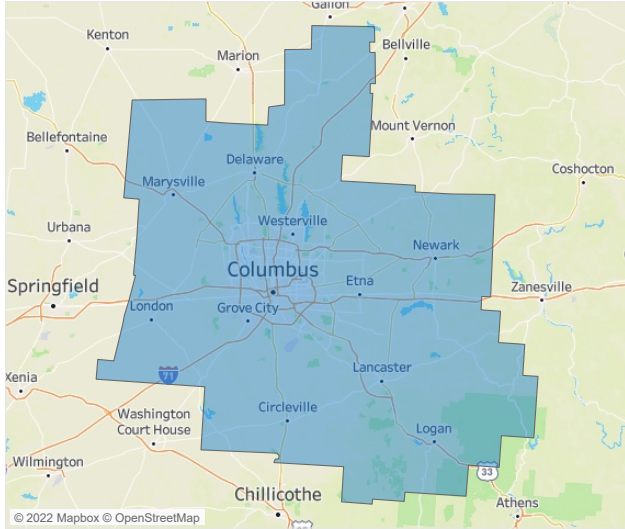 Galion
Kenton
Bellville
Marion
Mount Vernon
Bellefontaine
Delaware
Coshocton
Marysville
Urbana
Westerville
Newark
Columbus
Springfield
Etna
Zanesville
London
Grove City
Lancaster
71
Xenia
Circleville
Washington
Court House
Logan
Wilmington
33
Chillicothe
Athens
© 2022 Mapbox © OpenStreetMap